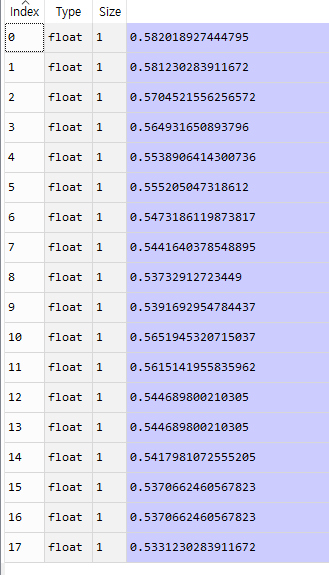 Index Type Size
0 float 1 0.582018927444795
1 float 1 0.581230283911672
2 float 1 0.5704521556256572
3 float 1 0.564931650893796
4 float 1 0.5538906414300736
5 float 1 0.555205047318612
6 float 1 0.5473186119873817
7 float 1 0.5441640378548895
8 float 1 0.53732912723449
9 float 1 0.5391692954784437
10 float 1 0.5651945320715037
11 float 1 0.5615141955835962
12 float 1 0.544689800210305
13 float 1 0.544689800210305
14 float 1 0.5417981072555205
15 float 1 0.5370662460567823
16 float 1 0.5370662460567823
17 float 1 0.5331230283911672